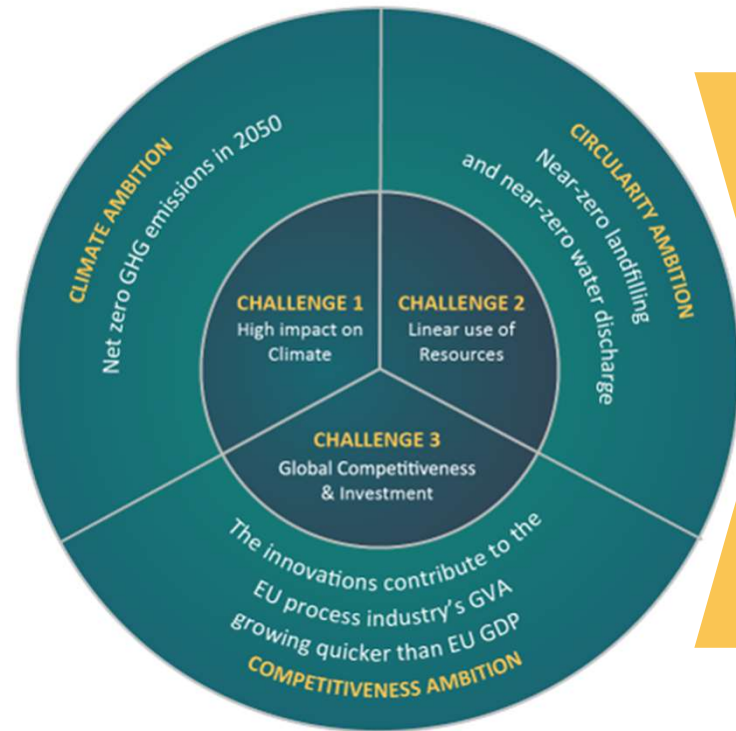 CLIMATE AMBITION
Net zero GHG emissions in 2050
CIRCULARITY AMBITION
Near-zero landfilling
and near-zero water discharge
CHALLENGE 1
High impact on
Climate
CHALLENGE 2
Linear use of
Resources
CHALLENGE 3
Global Competitiveness
& Investment
The innovations contribute to the
EU process industry's GVA
growing quicker than EU GDP
COMPETITIVENESS AMBITION